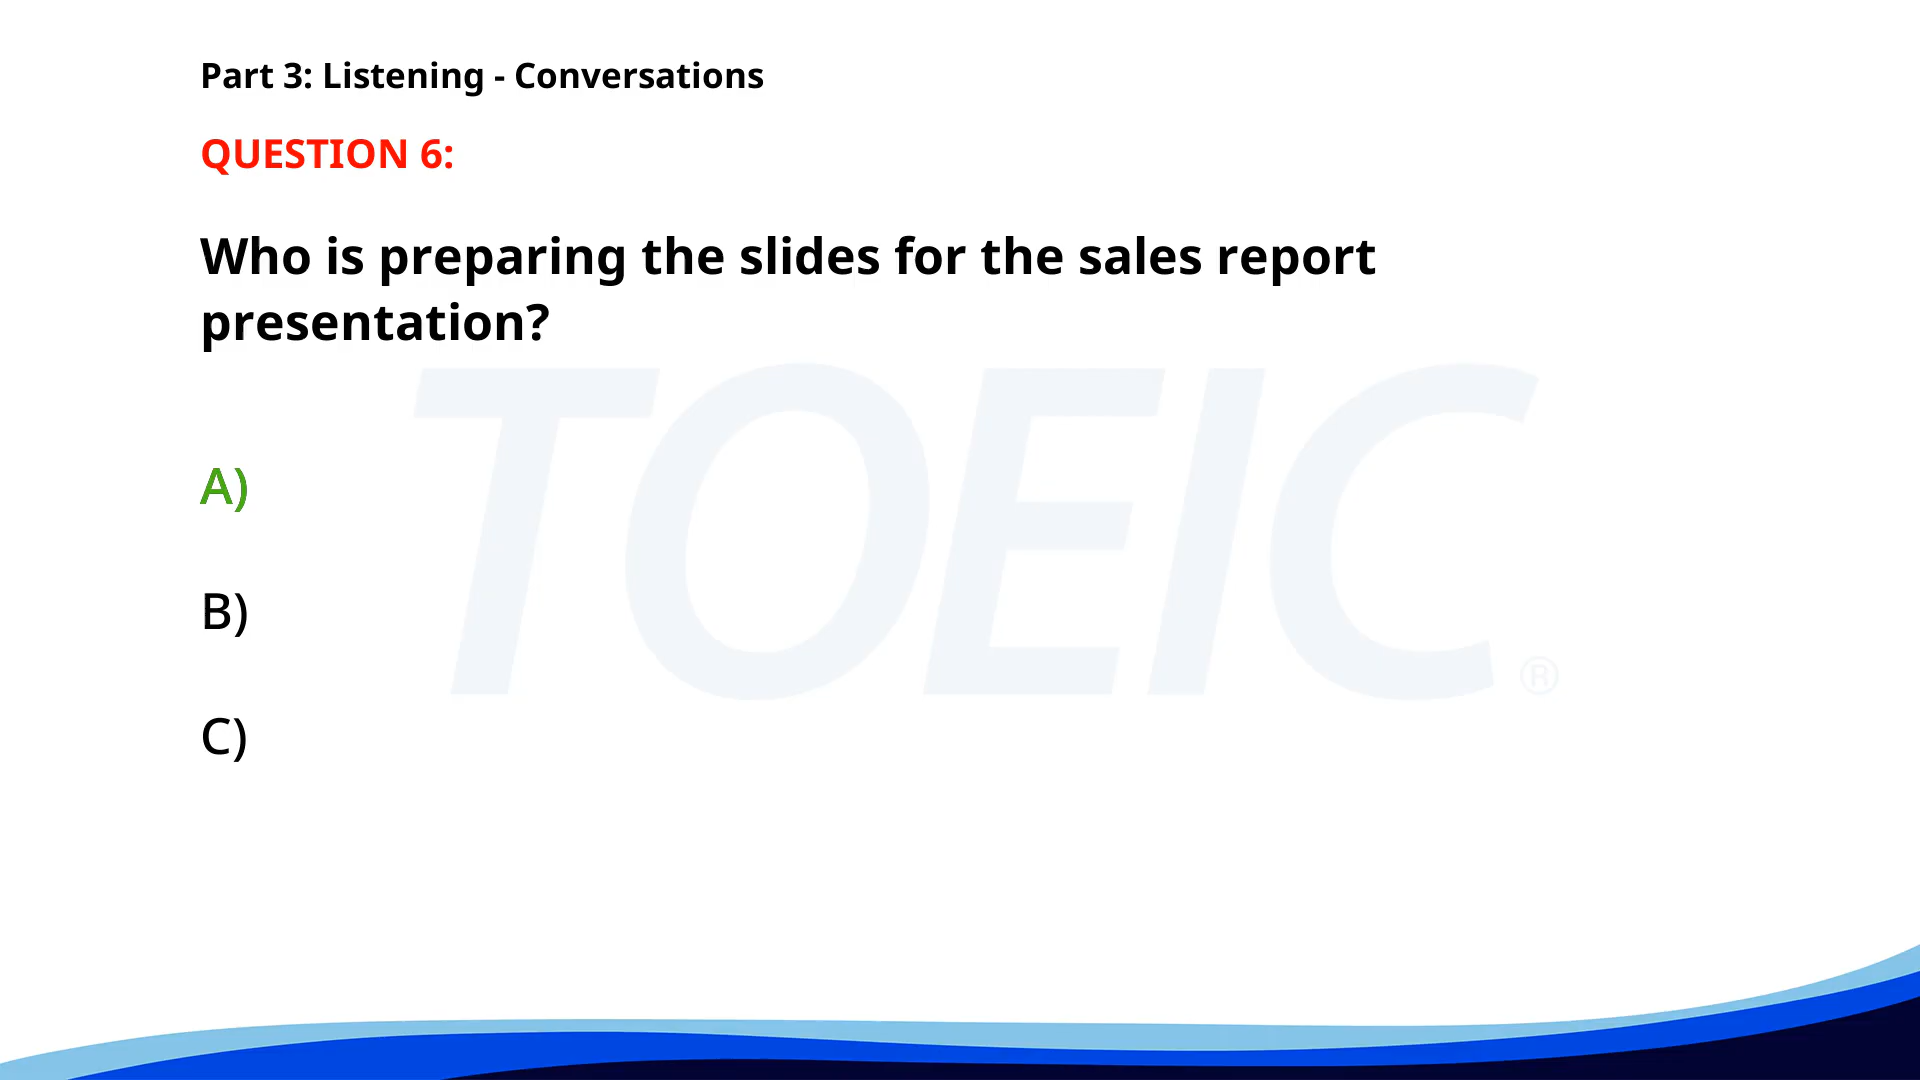 Part 3: Listening - Conversations
QUESTION 6:
Who is preparing the slides for the sales report
presentation?
TOEIC®
A)
B)
C)